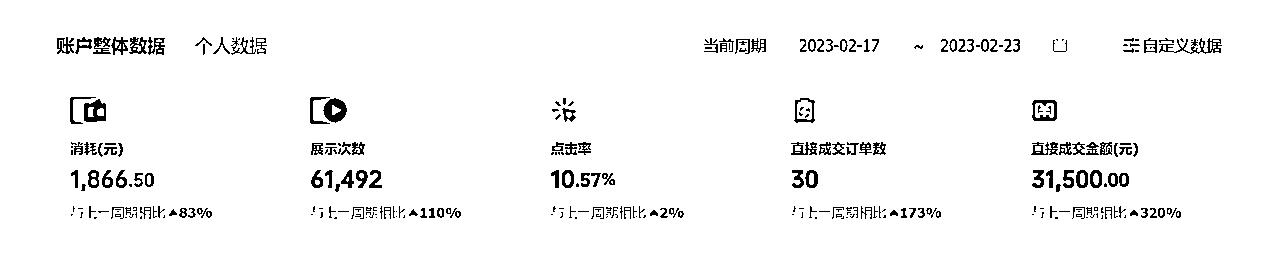 账户整体数据 个人数据 当前周期 2023-02-17 ~ 2023-02-23 自定义数据
消耗(元) 展示次数 点击率 直接成交订单数 直接成交金额(元)
1,866.50 61,492 10.57% 30 31,500.00
与上一周期相比 83% 与上一周期相比 110% 与上一周期相比 2% 与上一周期相比 173% 与上一周期相比 320%